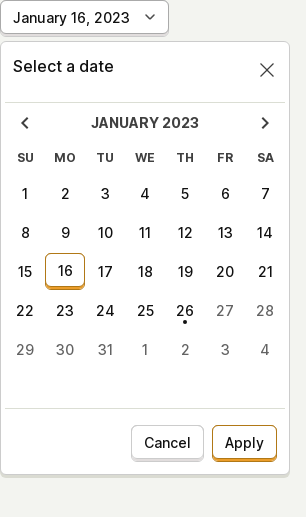 January 16, 2023
Select a date
JANUARY 2023
SU MO TU WE TH FR SA
1 2 3 4 5 6 7
8 9 10 11 12 13 14
15 16 17 18 19 20 21
22 23 24 25 26 27 28
29 30 31 1 2 3 4
Cancel Apply